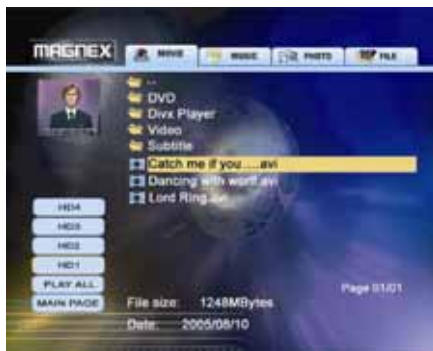 MAGNEX
MOVIE
MUSIC
PHOTO
FILE
..
DVD
Divx Player
Video
Subtitle
Catch me if you.....avi
Dancing with worlf.avi
Lord Ring.avi
HD4
HD3
HD2
HD1
PLAY ALL
MAIN PAGE
Page 01/01
File size: 1248MBytes
Date: 2005/08/10